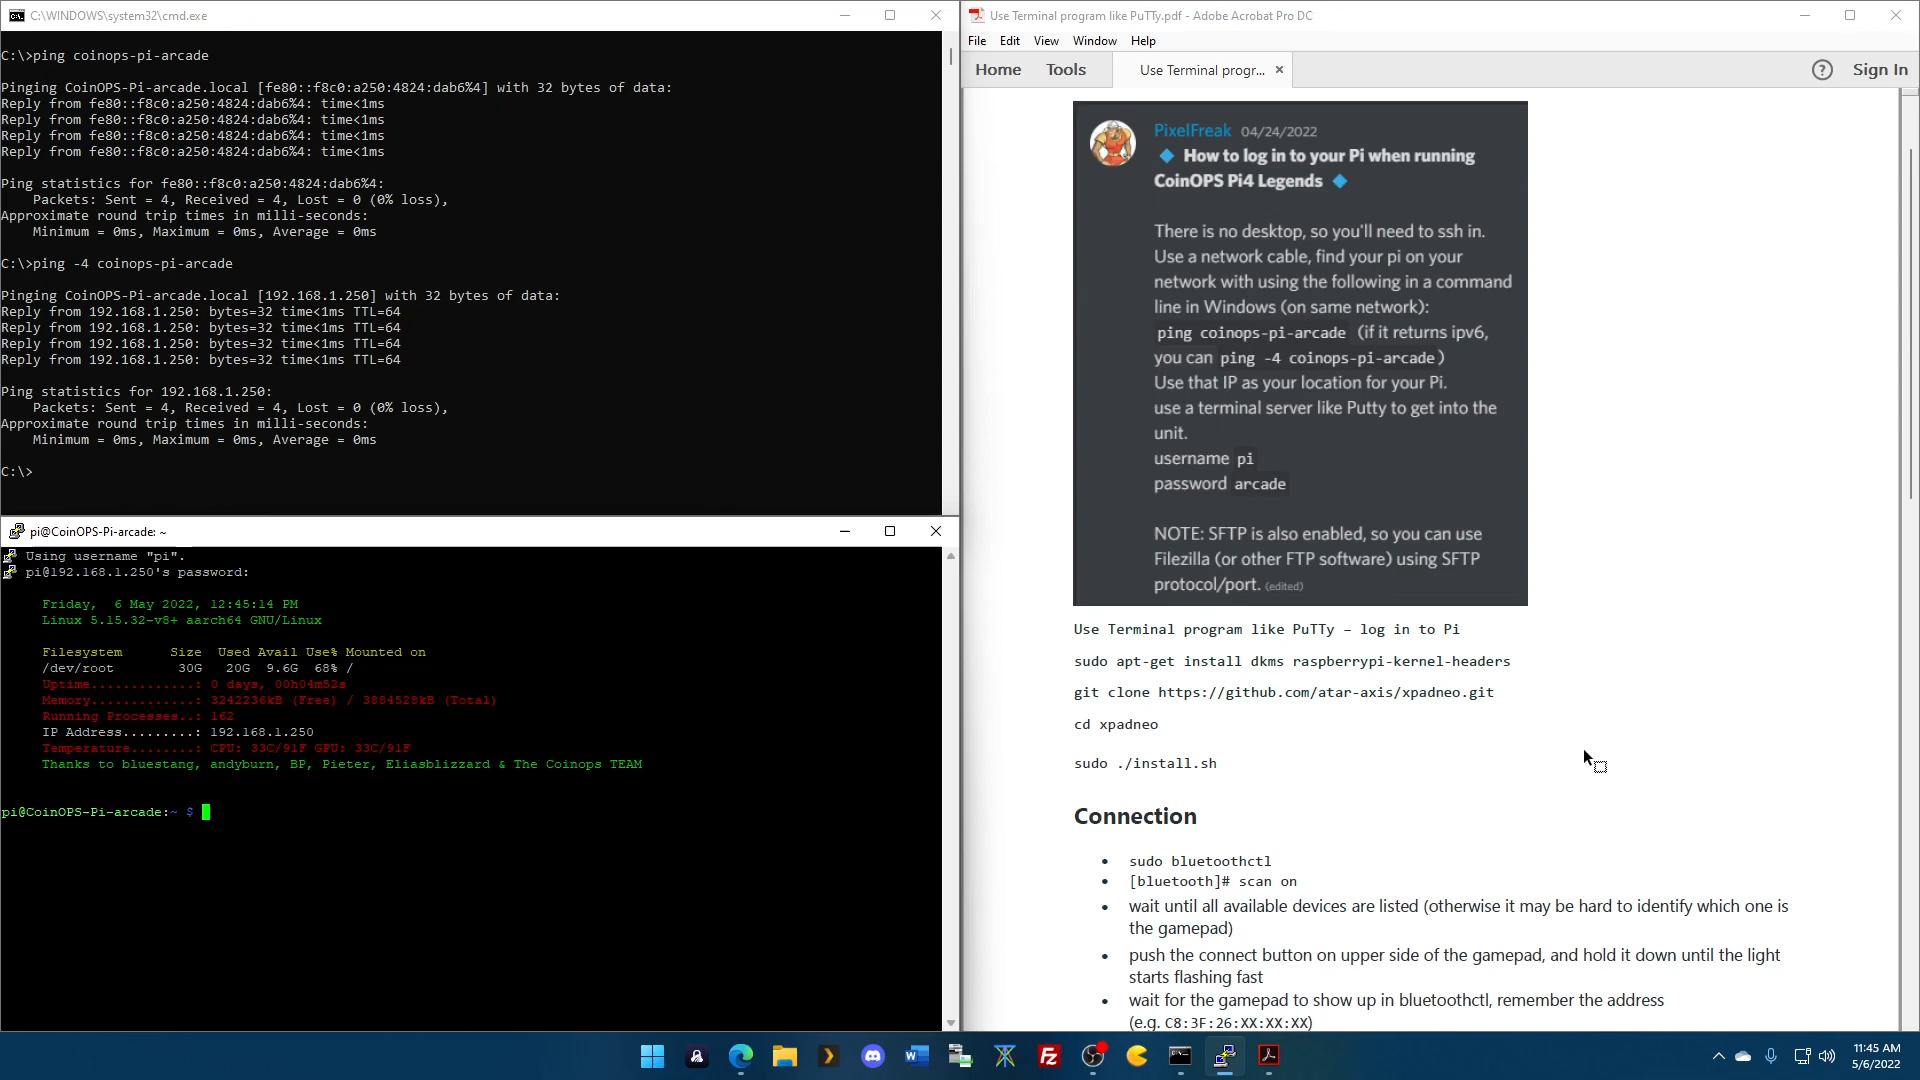 C:\WINDOWS\system32\cmd.exe
C:\>ping coinops-pi-arcade
Pinging CoinOPS-Pi-arcade.local [fe80::f8c0:a250:4824:dab6%4] with 32 bytes of data:
Reply from fe80::f8c0:a250:4824:dab6%4: time<1ms
Reply from fe80::f8c0:a250:4824:dab6%4: time<1ms
Reply from fe80::f8c0:a250:4824:dab6%4: time<1ms
Reply from fe80::f8c0:a250:4824:dab6%4: time<1ms
Ping statistics for fe80::f8c0:a250:4824:dab6%4:
Packets: Sent = 4, Received = 4, Lost = 0 (0% loss),
Approximate round trip times in milli-seconds:
Minimum = 0ms, Maximum = 0ms, Average = 0ms
C:\>ping -4 coinops-pi-arcade
Pinging CoinOPS-Pi-arcade.local [192.168.1.250] with 32 bytes of data:
Reply from 192.168.1.250: bytes=32 time<1ms TTL=64
Reply from 192.168.1.250: bytes=32 time<1ms TTL=64
Reply from 192.168.1.250: bytes=32 time<1ms TTL=64
Reply from 192.168.1.250: bytes=32 time<1ms TTL=64
Ping statistics for 192.168.1.250:
Packets: Sent = 4, Received = 4, Lost = 0 (0% loss),
Approximate round trip times in milli-seconds:
Minimum = 0ms, Maximum = 0ms, Average = 0ms
C:\>
pi@CoinOPS-Pi-arcade: ~
Using username "pi".
pi@192.168.1.250's password:
Friday, 6 May 2022, 12:45:14 PM
Linux 5.15.32-v8+ aarch64 GNU/Linux
Filesystem Size Used Avail Use% Mounted on
/dev/root 30G 20G 9.6G 68% /
Uptime.............: 0 days, 00h04m52s
Memory.............: 3242236kB (Free) / 3884528kB (Total)
Running Processes..: 162
IP Address.........: 192.168.1.250
Temperature........: CPU: 33C/91F GPU: 33C/91F
Thanks to bluestang, andyburn, BP, Pieter, Eliasblizzard & The Coinops TEAM
pi@CoinOPS-Pi-arcade:~ $
Use Terminal program like PuTTy.pdf - Adobe Acrobat Pro DC
File Edit View Window Help
Home Tools Use Terminal progr... × ? Sign In
PixelFreak 04/24/2022
🔷 How to log in to your Pi when running
CoinOPS Pi4 Legends 🔷
There is no desktop, so you'll need to ssh in.
Use a network cable, find your pi on your
network with using the following in a command
line in Windows (on same network):
ping coinops-pi-arcade (if it returns ipv6,
you can ping -4 coinops-pi-arcade)
Use that IP as your location for your Pi.
use a terminal server like Putty to get into the
unit.
username pi
password arcade
NOTE: SFTP is also enabled, so you can use
Filezilla (or other FTP software) using SFTP
protocol/port. (edited)
Use Terminal program like PuTTy – log in to Pi
sudo apt-get install dkms raspberrypi-kernel-headers
git clone https://github.com/atar-axis/xpadneo.git
cd xpadneo
sudo ./install.sh
Connection
• sudo bluetoothctl
• [bluetooth]# scan on
• wait until all available devices are listed (otherwise it may be hard to identify which one is
the gamepad)
• push the connect button on upper side of the gamepad, and hold it down until the light
starts flashing fast
• wait for the gamepad to show up in bluetoothctl, remember the address
(e.g. C8:3F:26:XX:XX:XX)
11:45 AM
5/6/2022